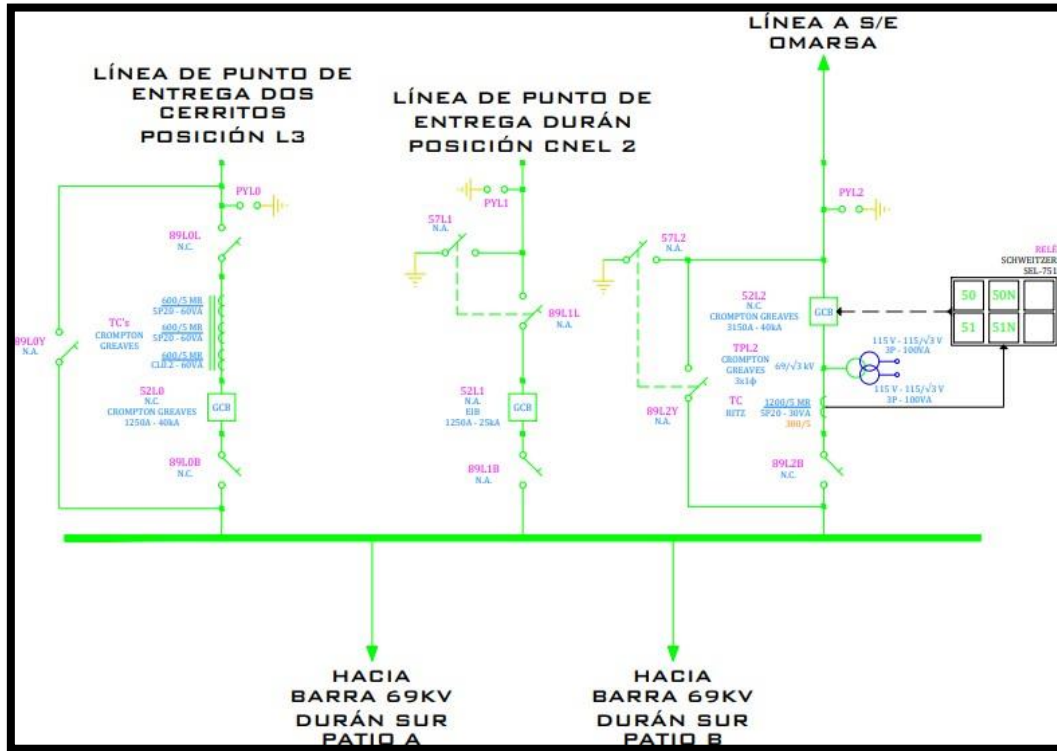 LÍNEA A S/E
OMARSA
LÍNEA DE PUNTO DE
ENTREGA DOS
CERRITOS
POSICIÓN L3
LÍNEA DE PUNTO DE
ENTREGA DURÁN
POSICIÓN CNEL 2
PYL0
89L0L
N.C.
89L0Y
N.A.
TC's
CROMPTON
GREAVES
600/5 MR
5P20 - 60VA
600/5 MR
5P20 - 60VA
600/5 MR
CL0.2 - 60VA
52L0
N.C.
CROMPTON GREAVES
1250A - 40kA
GCB
89L0B
N.C.
PYL1
57L1
N.A.
89L1L
N.A.
52L1
N.A.
EIB
1250A - 25kA
GCB
89L1B
N.A.
PYL2
57L2
N.A.
52L2
N.C.
CROMPTON GREAVES
3150A - 40kA
GCB
TPL2
CROMPTON
GREAVES
3x1ϕ
69/√3 kV
115 V - 115/√3 V
3P - 100VA
115 V - 115/√3 V
3P - 100VA
TC
RITZ
1200/5 MR
5P20 - 30VA
300/5
89L2Y
N.A.
89L2B
N.C.
RELÉ
SCHWEITZER
SEL-751
50 50N
51 51N
HACIA
BARRA 69KV
DURÁN SUR
PATIO A
HACIA
BARRA 69KV
DURÁN SUR
PATIO B